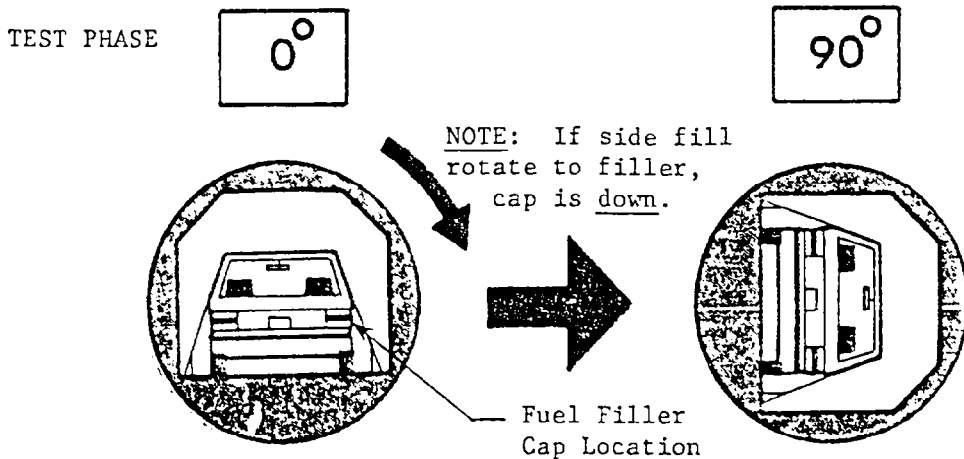 TEST PHASE
0°
90°
NOTE: If side fill
rotate to filler,
cap is down.
Fuel Filler
Cap Location